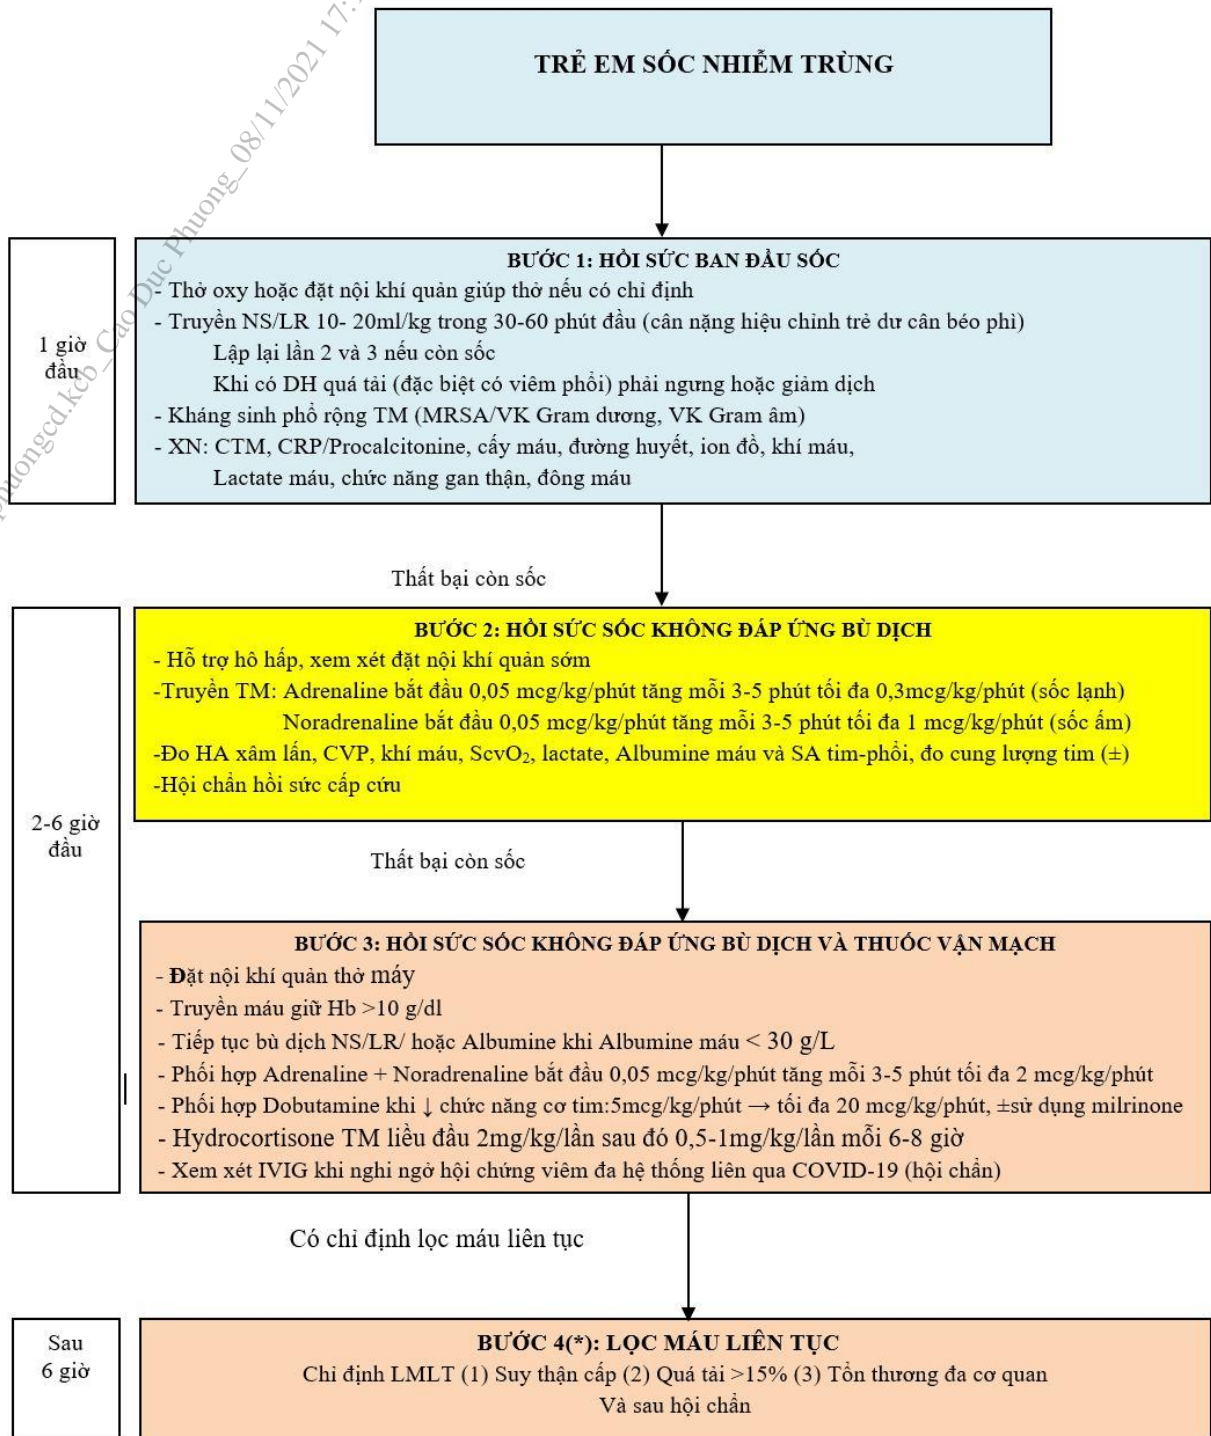 phuongcd.kcb_Cao Duc Phuong_08/11/2021 17:
TRẺ EM SỐC NHIỄM TRÙNG
1 giờ
đầu
BƯỚC 1: HỒI SỨC BAN ĐẦU SỐC
- Thở oxy hoặc đặt nội khí quản giúp thở nếu có chỉ định
- Truyền NS/LR 10- 20ml/kg trong 30-60 phút đầu (cân nặng hiệu chỉnh trẻ dư cân béo phì)
Lập lại lần 2 và 3 nếu còn sốc
Khi có DH quá tải (đặc biệt có viêm phổi) phải ngưng hoặc giảm dịch
- Kháng sinh phổ rộng TM (MRSA/VK Gram dương, VK Gram âm)
- XN: CTM, CRP/Procalcitonine, cấy máu, đường huyết, ion đồ, khí máu,
Lactate máu, chức năng gan thận, đông máu
Thất bại còn sốc
2-6 giờ
đầu
BƯỚC 2: HỒI SỨC SỐC KHÔNG ĐÁP ỨNG BÙ DỊCH
- Hỗ trợ hô hấp, xem xét đặt nội khí quản sớm
-Truyền TM: Adrenaline bắt đầu 0,05 mcg/kg/phút tăng mỗi 3-5 phút tối đa 0,3mcg/kg/phút (sốc lạnh)
Noradrenaline bắt đầu 0,05 mcg/kg/phút tăng mỗi 3-5 phút tối đa 1 mcg/kg/phút (sốc ấm)
-Đo HA xâm lấn, CVP, khí máu, ScvO₂, lactate, Albumine máu và SA tim-phổi, đo cung lượng tim (±)
-Hội chẩn hồi sức cấp cứu
Thất bại còn sốc
BƯỚC 3: HỒI SỨC SỐC KHÔNG ĐÁP ỨNG BÙ DỊCH VÀ THUỐC VẬN MẠCH
- Đặt nội khí quản thở máy
- Truyền máu giữ Hb >10 g/dl
- Tiếp tục bù dịch NS/LR/ hoặc Albumine khi Albumine máu < 30 g/L
- Phối hợp Adrenaline + Noradrenaline bắt đầu 0,05 mcg/kg/phút tăng mỗi 3-5 phút tối đa 2 mcg/kg/phút
- Phối hợp Dobutamine khi ↓ chức năng cơ tim:5mcg/kg/phút → tối đa 20 mcg/kg/phút, ±sử dụng milrinone
- Hydrocortisone TM liều đầu 2mg/kg/lần sau đó 0,5-1mg/kg/lần mỗi 6-8 giờ
- Xem xét IVIG khi nghi ngờ hội chứng viêm đa hệ thống liên qua COVID-19 (hội chẩn)
Có chỉ định lọc máu liên tục
Sau
6 giờ
BƯỚC 4(*): LỌC MÁU LIÊN TỤC
Chỉ định LMLT (1) Suy thận cấp (2) Quá tải >15% (3) Tổn thương đa cơ quan
Và sau hội chẩn